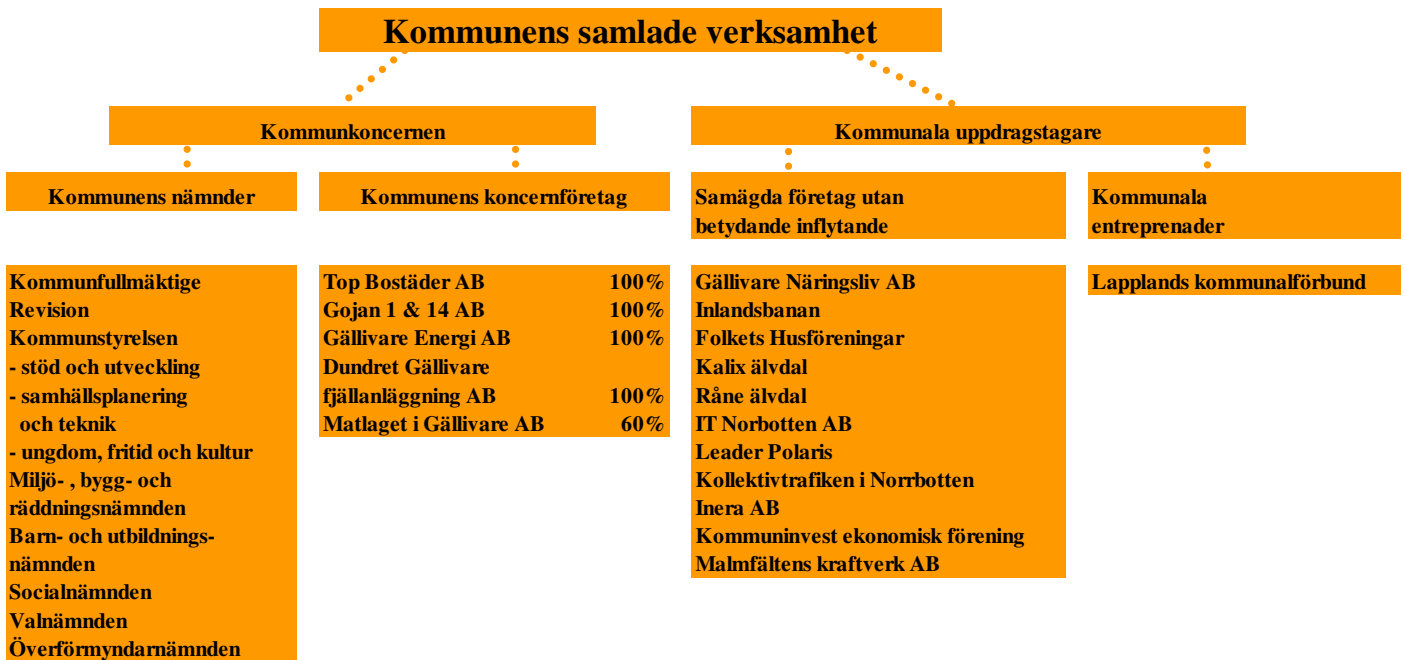 Kommunens samlade verksamhet
Kommunkoncernen
Kommunala uppdragstagare
Kommunens nämnder
Kommunens koncernföretag
Samägda företag utan
betydande inflytande
Kommunala
entreprenader
Kommunfullmäktige
Revision
Kommunstyrelsen
- stöd och utveckling
- samhällsplanering
och teknik
- ungdom, fritid och kultur
Miljö- , bygg- och
räddningsnämnden
Barn- och utbildnings-
nämnden
Socialnämnden
Valnämnden
Överförmyndarnämnden
Top Bostäder AB 100%
Gojan 1 & 14 AB 100%
Gällivare Energi AB 100%
Dundret Gällivare
fjällanläggning AB 100%
Matlaget i Gällivare AB 60%
Gällivare Näringsliv AB
Inlandsbanan
Folkets Husföreningar
Kalix älvdal
Råne älvdal
IT Norbotten AB
Leader Polaris
Kollektivtrafiken i Norrbotten
Inera AB
Kommuninvest ekonomisk förening
Malmfältens kraftverk AB
Lapplands kommunalförbund